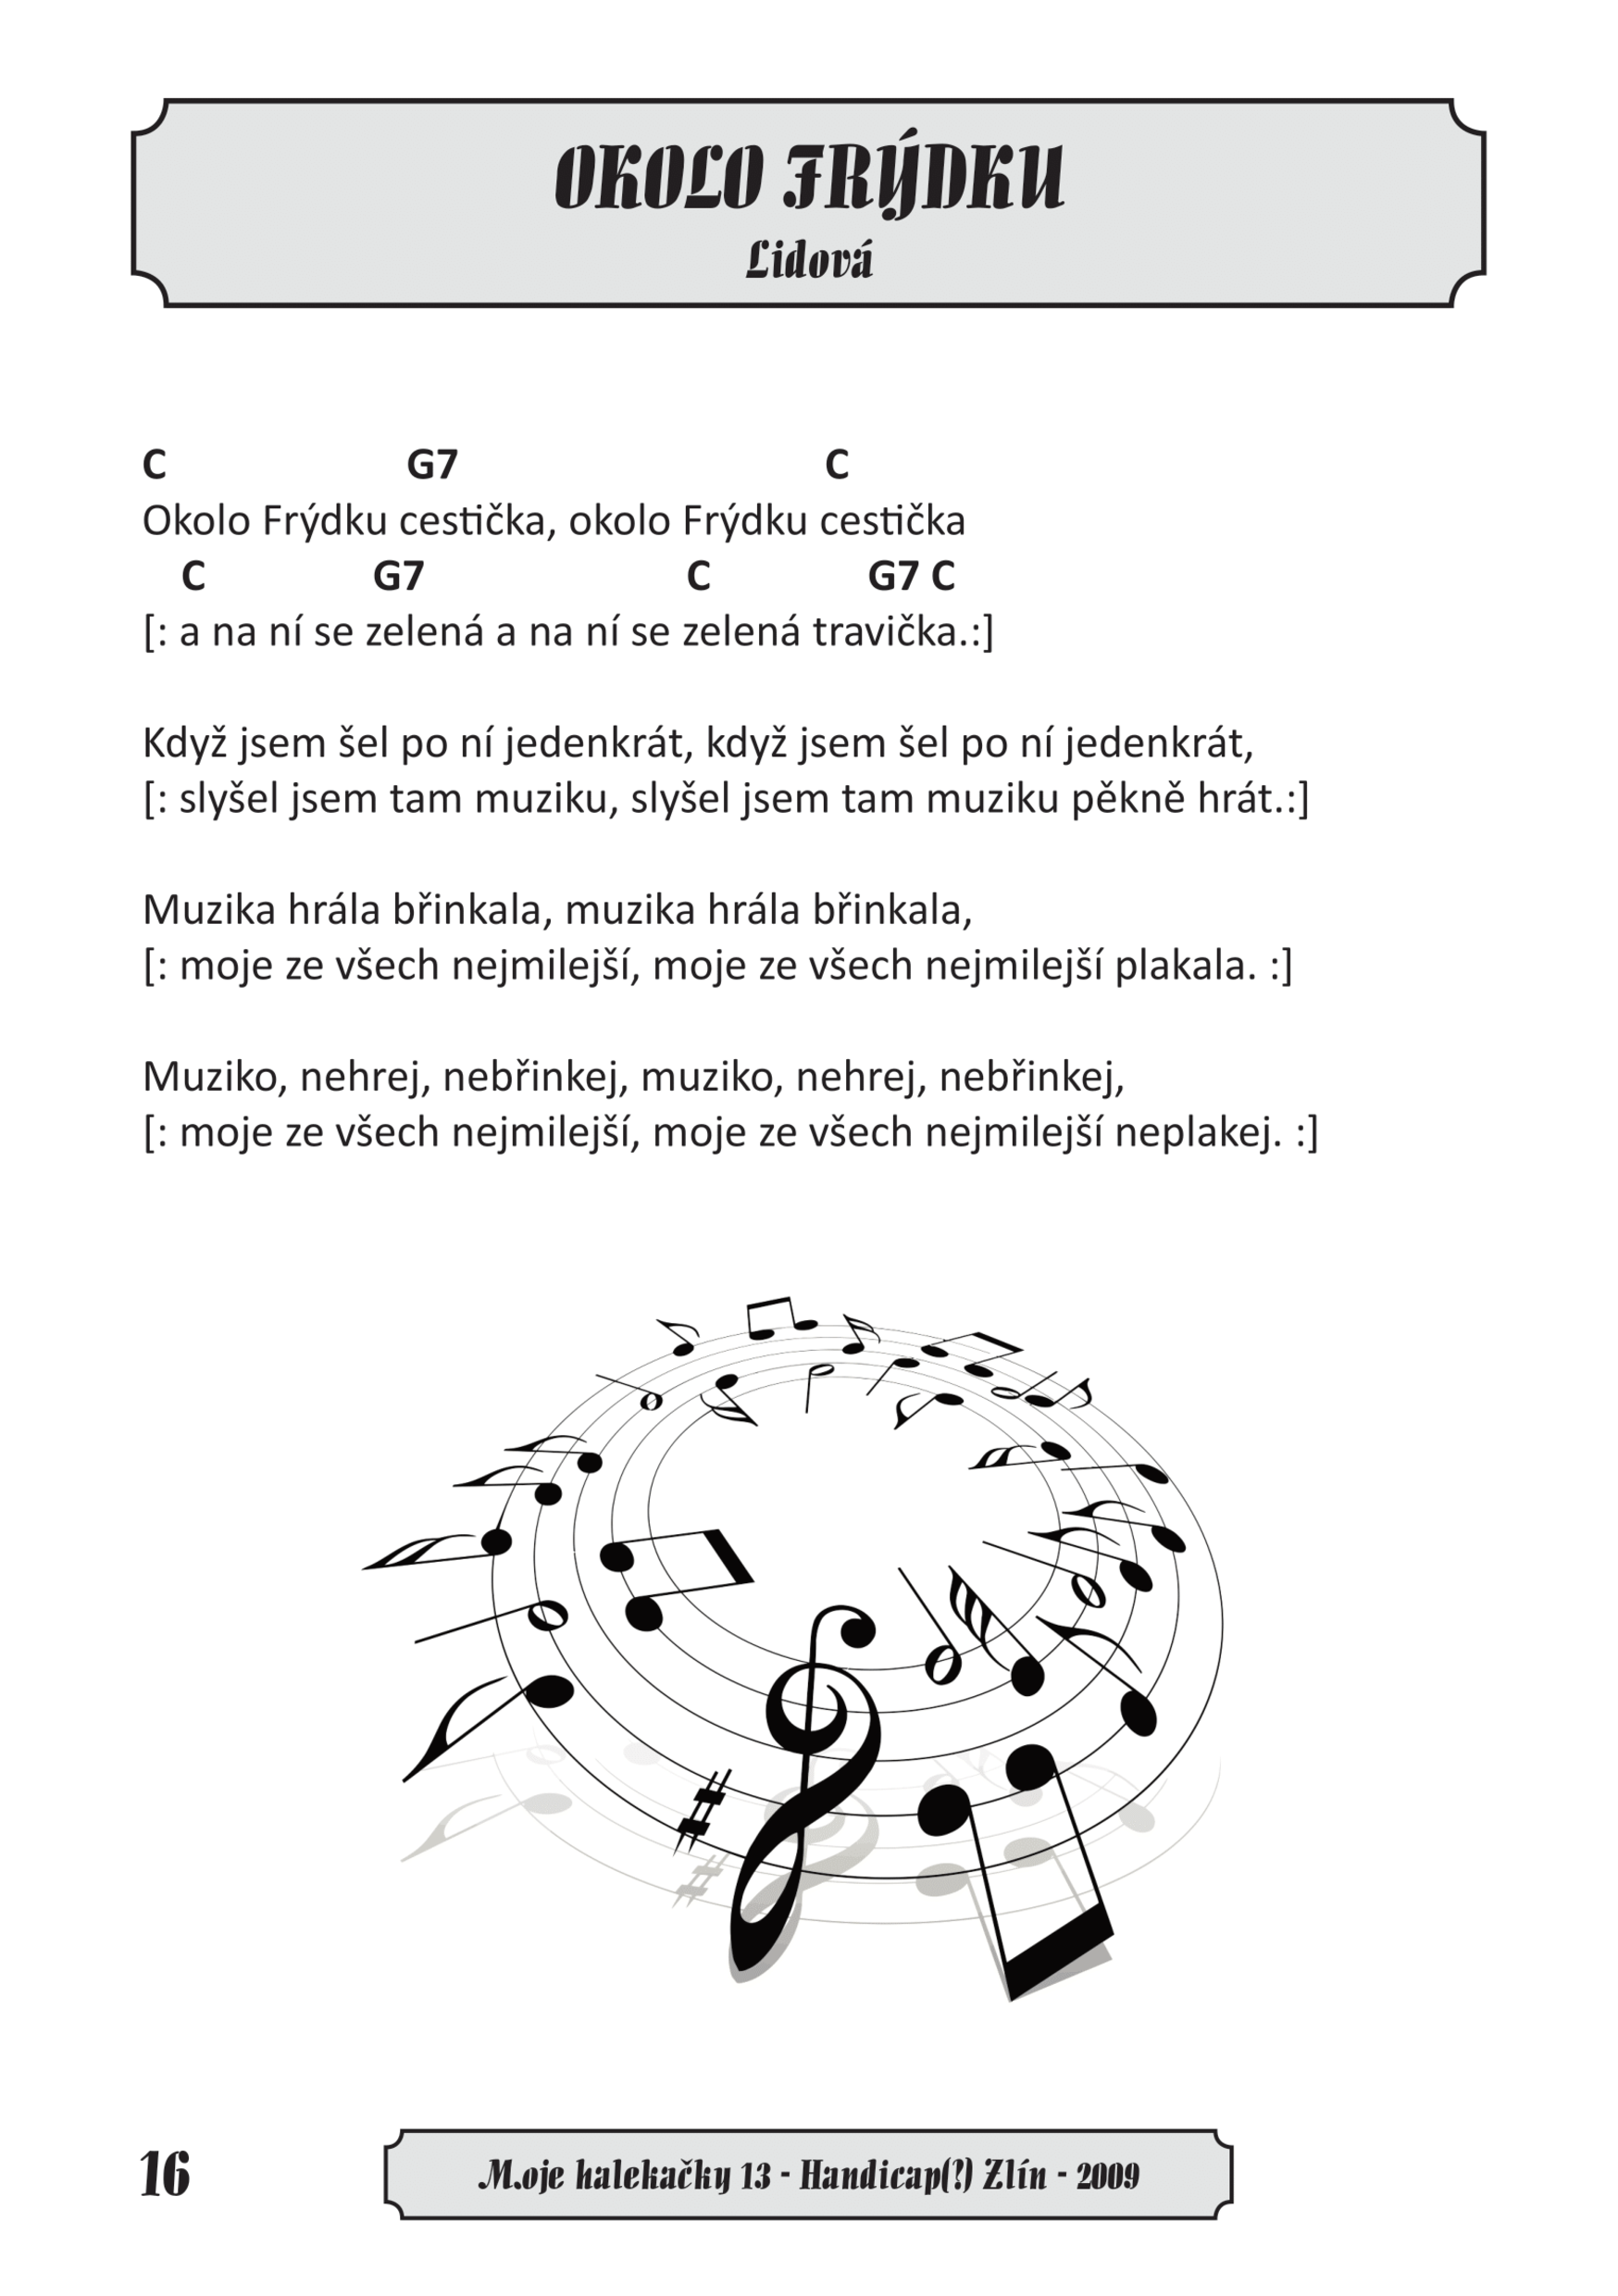 OKOLO FRÝDKU
Lidová
C G7 C
Okolo Frýdku cestička, okolo Frýdku cestička
C G7 C G7 C
[: a na ní se zelená a na ní se zelená travička.:]
Když jsem šel po ní jedenkrát, když jsem šel po ní jedenkrát,
[: slyšel jsem tam muziku, slyšel jsem tam muziku pěkně hrát.:]
Muzika hrála břinkala, muzika hrála břinkala,
[: moje ze všech nejmilejší, moje ze všech nejmilejší plakala. :]
Muziko, nehrej, nebřinkej, muziko, nehrej, nebřinkej,
[: moje ze všech nejmilejší, moje ze všech nejmilejší neplakej. :]
16
Moje halekačky 13 - Handicap(?) Zlín - 2009